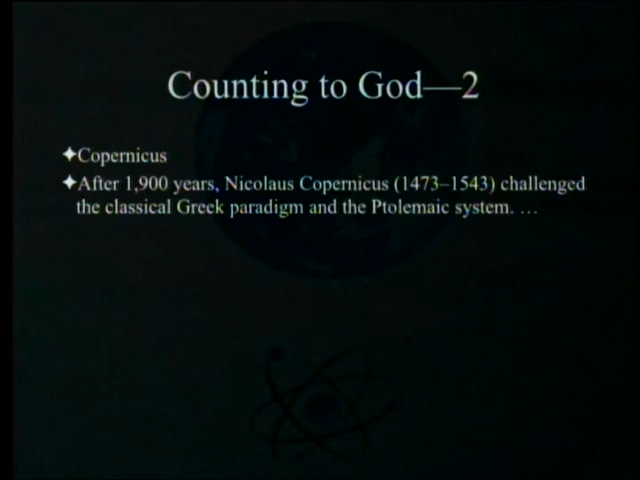 Counting to God—2
✦Copernicus
✦After 1,900 years, Nicolaus Copernicus (1473–1543) challenged
the classical Greek paradigm and the Ptolemaic system. …